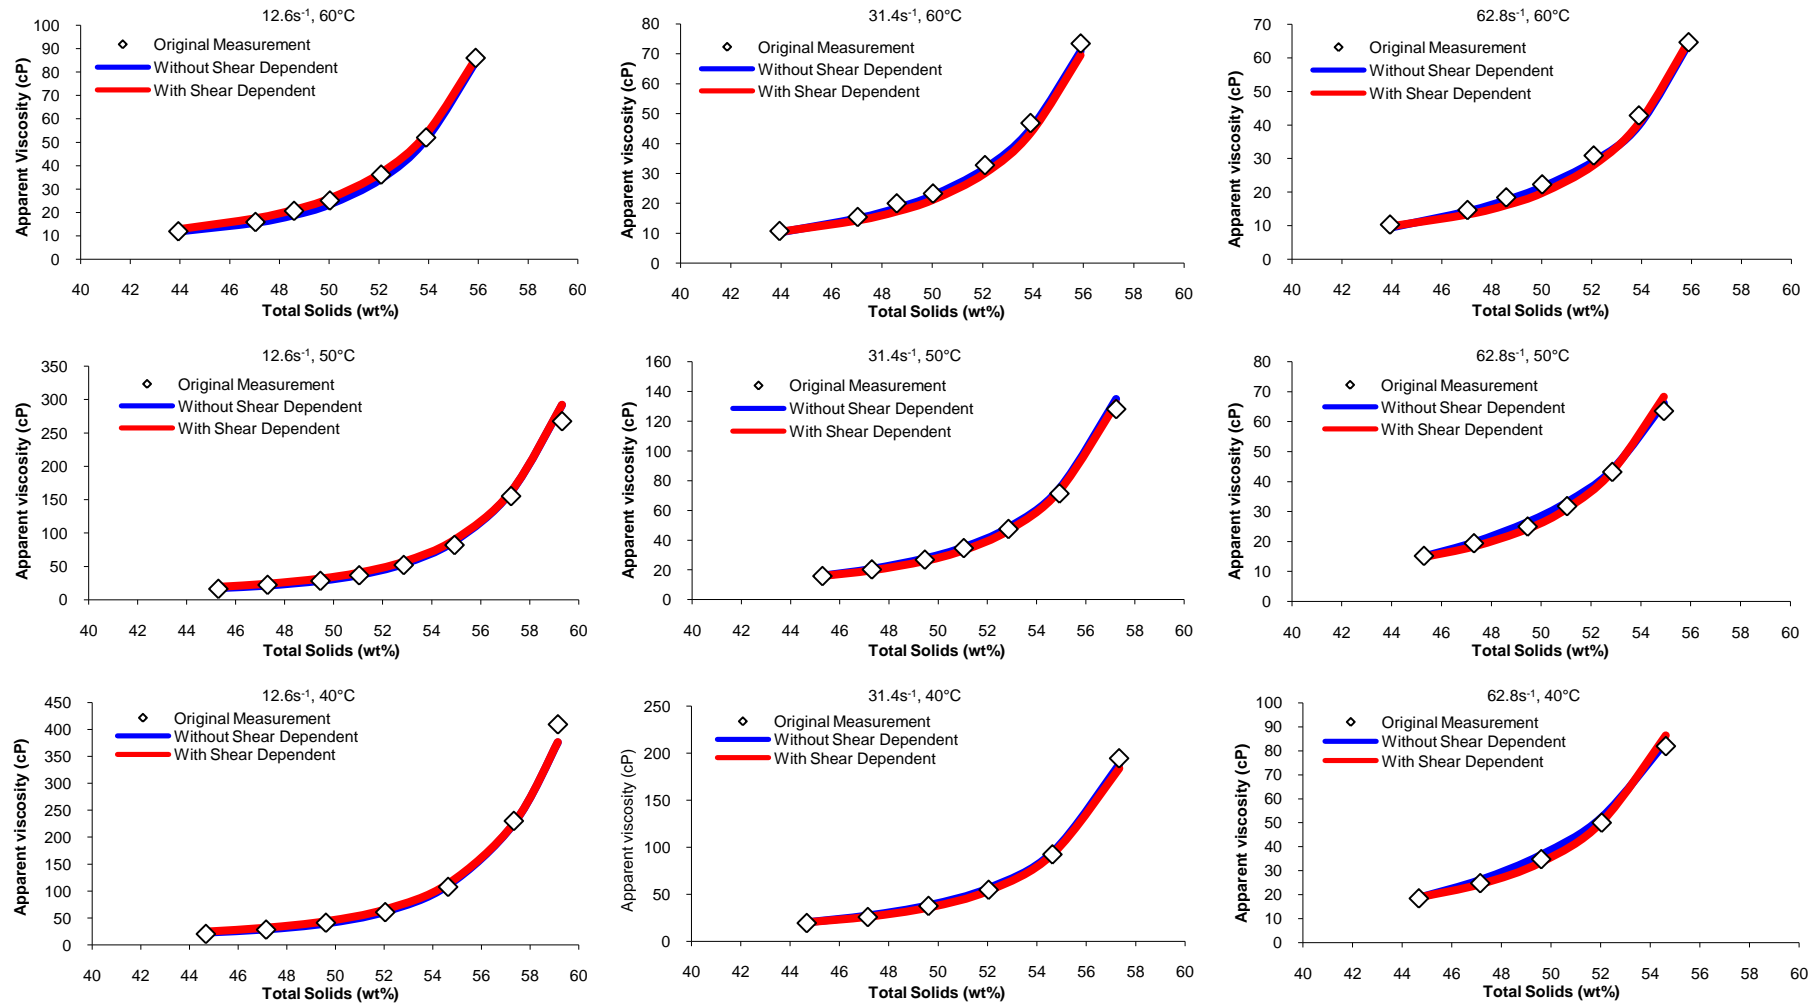 12.6s⁻¹, 60°C
Apparent Viscosity (cP)
100
90
80
70
60
50
40
30
20
10
0
Original Measurement
Without Shear Dependent
With Shear Dependent
40 42 44 46 48 50 52 54 56 58 60
Total Solids (wt%)
31.4s⁻¹, 60°C
Apparent viscosity (cP)
80
70
60
50
40
30
20
10
0
Original Measurement
Without Shear Dependent
With Shear Dependent
40 42 44 46 48 50 52 54 56 58 60
Total Solids (wt%)
62.8s⁻¹, 60°C
Apparent viscosity (cP)
70
60
50
40
30
20
10
0
Original Measurement
Without Shear Dependent
With Shear Dependent
40 42 44 46 48 50 52 54 56 58 60
Total Solids (wt%)
12.6s⁻¹, 50°C
Apparent viscosity (cP)
350
300
250
200
150
100
50
0
Original Measurement
Without Shear Dependent
With Shear Dependent
40 42 44 46 48 50 52 54 56 58 60
Total Solids (wt%)
31.4s⁻¹, 50°C
Apparent viscosity (cP)
160
140
120
100
80
60
40
20
0
Original Measurement
Without Shear Dependent
With Shear Dependent
40 42 44 46 48 50 52 54 56 58 60
Total Solids (wt%)
62.8s⁻¹, 50°C
Apparent viscosity (cP)
80
70
60
50
40
30
20
10
0
Original Measurement
Without Shear Dependent
With Shear Dependent
40 42 44 46 48 50 52 54 56 58 60
Total Solids (wt%)
12.6s⁻¹, 40°C
Apparent viscosity (cP)
450
400
350
300
250
200
150
100
50
0
Original Measurement
Without Shear Dependent
With Shear Dependent
40 42 44 46 48 50 52 54 56 58 60
Total Solids (wt%)
31.4s⁻¹, 40°C
Apparent viscosity (cP)
250
200
150
100
50
0
Original Measurement
Without Shear Dependent
With Shear Dependent
40 42 44 46 48 50 52 54 56 58 60
Total Solids (wt%)
62.8s⁻¹, 40°C
Apparent viscosity (cP)
100
90
80
70
60
50
40
30
20
10
0
Original Measurement
Without Shear Dependent
With Shear Dependent
40 42 44 46 48 50 52 54 56 58 60
Total Solids (wt%)